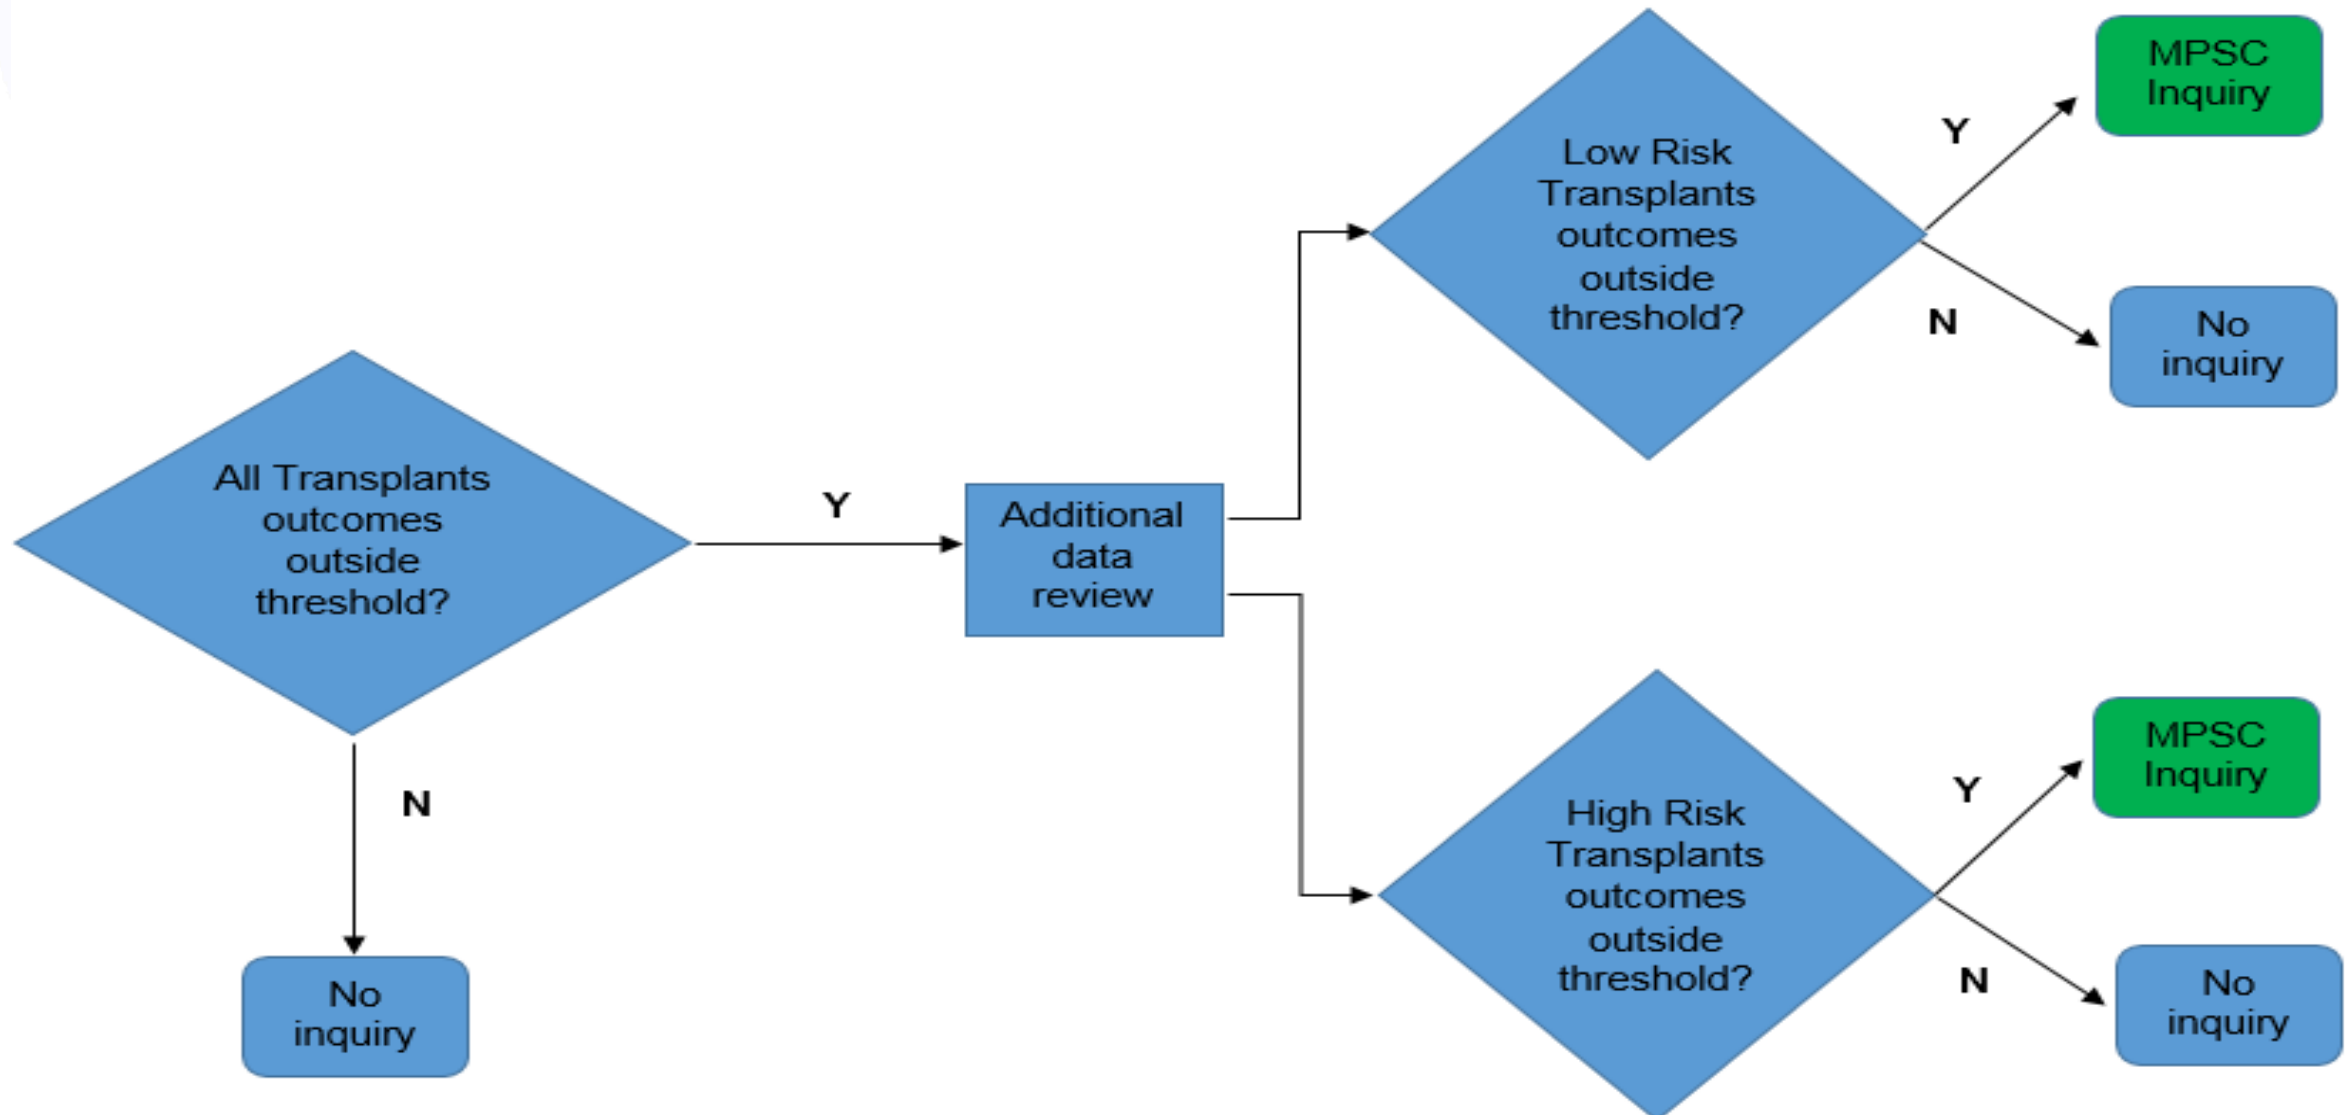 All Transplants
outcomes
outside
threshold?
Y
N
No
inquiry
Additional
data
review
Low Risk
Transplants
outcomes
outside
threshold?
Y
MPSC
Inquiry
N
No
inquiry
High Risk
Transplants
outcomes
outside
threshold?
Y
MPSC
Inquiry
N
No
inquiry